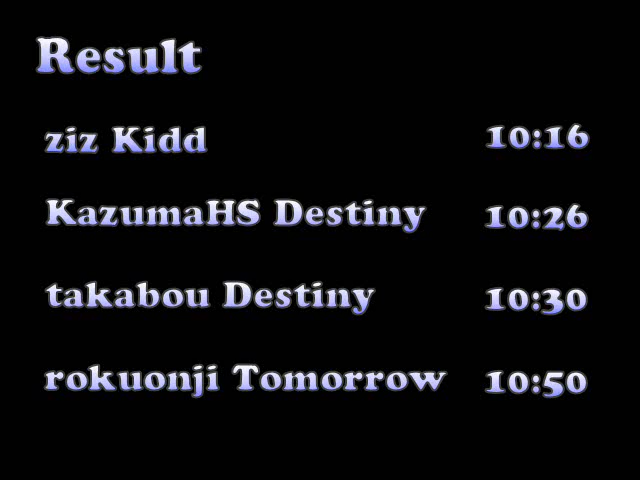 Result
ziz Kidd 10:16
KazumaHS Destiny 10:26
takabou Destiny 10:30
rokuonji Tomorrow 10:50